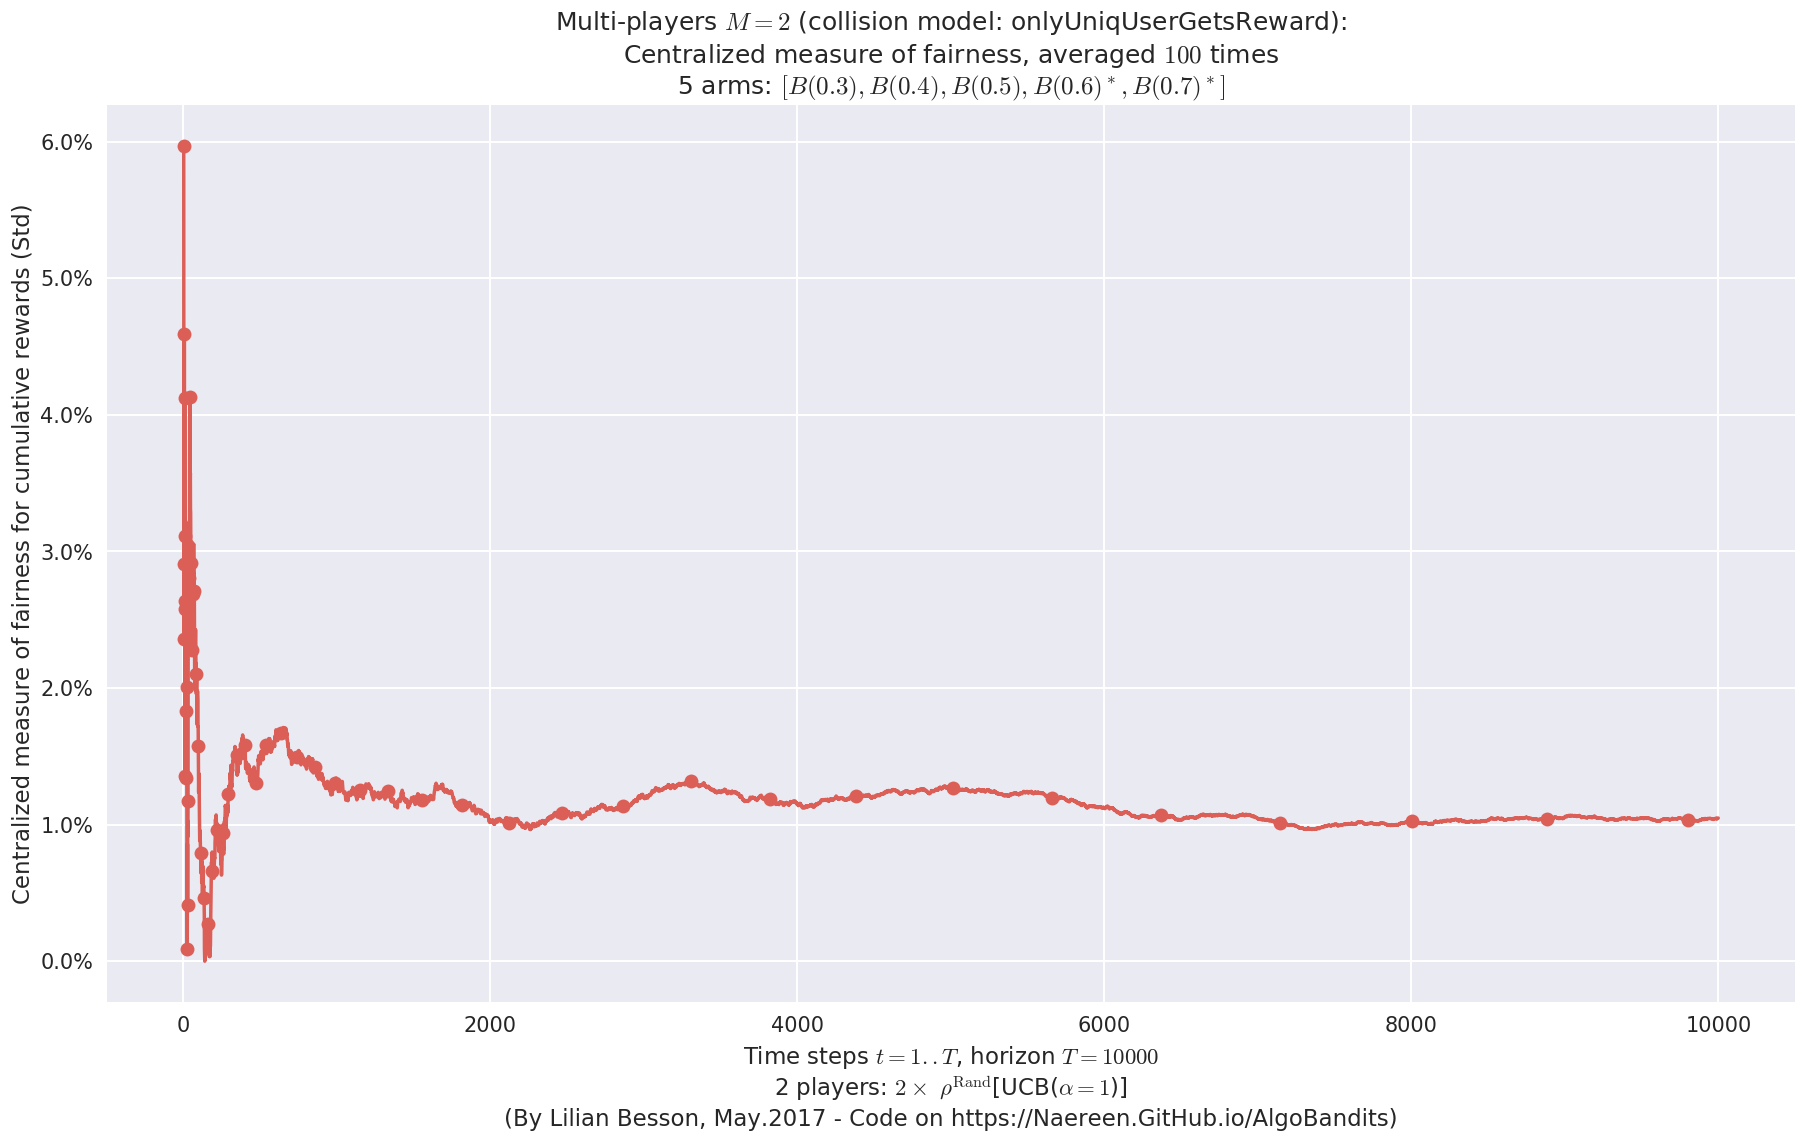 Multi-players M = 2 (collision model: onlyUniqUserGetsReward):
Centralized measure of fairness, averaged 100 times
5 arms: [B(0.3), B(0.4), B(0.5), B(0.6)*, B(0.7)*]
Centralized measure of fairness for cumulative rewards (Std)
6.0%
5.0%
4.0%
3.0%
2.0%
1.0%
0.0%
0 2000 4000 6000 8000 10000
Time steps t = 1..T, horizon T = 10000
2 players: 2 × ρ^Rand[UCB(α = 1)]
(By Lilian Besson, May.2017 - Code on https://Naereen.GitHub.io/AlgoBandits)